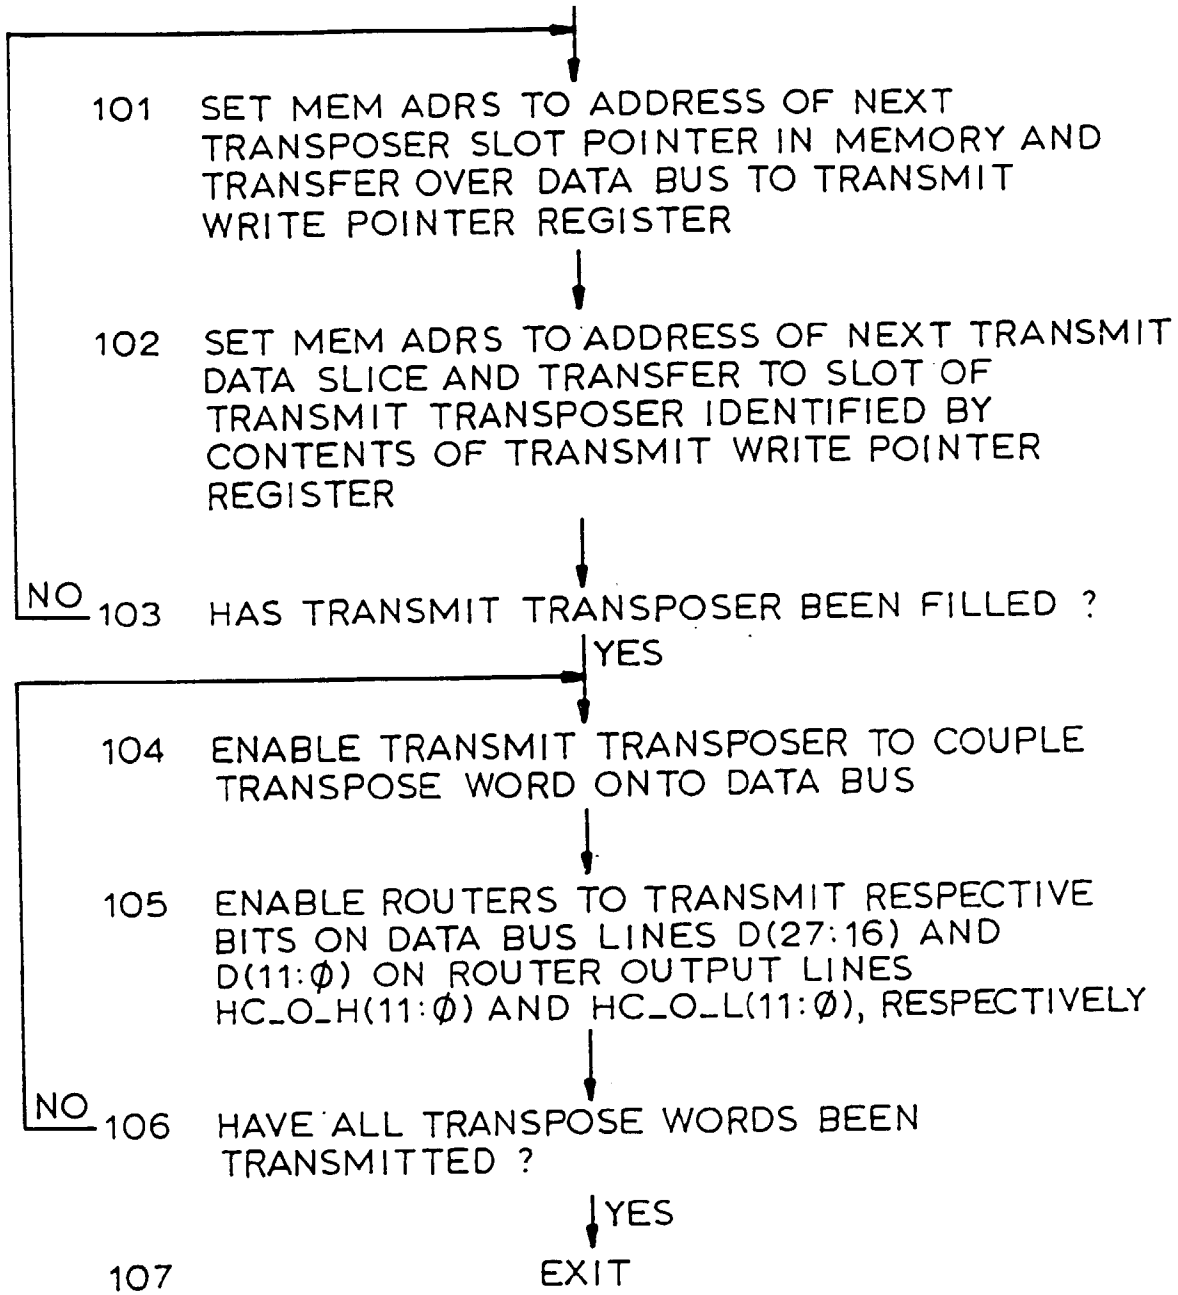 101 SET MEM ADRS TO ADDRESS OF NEXT
TRANSPOSER SLOT POINTER IN MEMORY AND
TRANSFER OVER DATA BUS TO TRANSMIT
WRITE POINTER REGISTER
102 SET MEM ADRS TO ADDRESS OF NEXT TRANSMIT
DATA SLICE AND TRANSFER TO SLOT OF
TRANSMIT TRANSPOSER IDENTIFIED BY
CONTENTS OF TRANSMIT WRITE POINTER
REGISTER
NO 103 HAS TRANSMIT TRANSPOSER BEEN FILLED ?
YES
104 ENABLE TRANSMIT TRANSPOSER TO COUPLE
TRANSPOSE WORD ONTO DATA BUS
105 ENABLE ROUTERS TO TRANSMIT RESPECTIVE
BITS ON DATA BUS LINES D(27:16) AND
D(11:Ø) ON ROUTER OUTPUT LINES
HC_O_H(11:Ø) AND HC_O_L(11:Ø), RESPECTIVELY
NO 106 HAVE ALL TRANSPOSE WORDS BEEN
TRANSMITTED ?
YES
107 EXIT